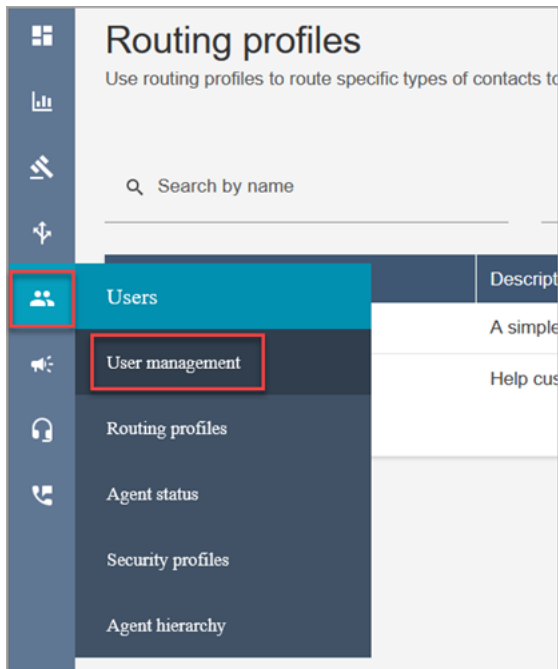 Routing profiles
Use routing profiles to route specific types of contacts
Search by name
Users
User management
Routing profiles
Agent status
Security profiles
Agent hierarchy
Descript
A simple
Help cus